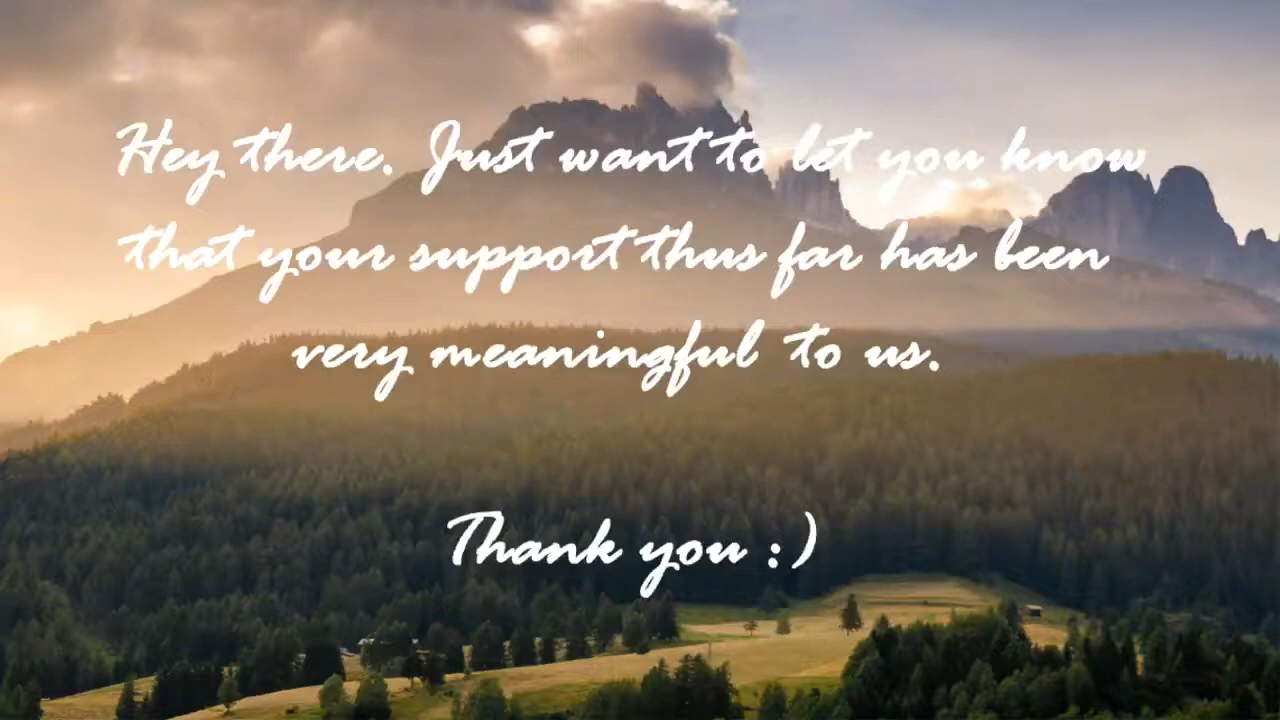 Hey there. Just want to let you know
that your support thus far has been
very meaningful to us.
Thank you :)